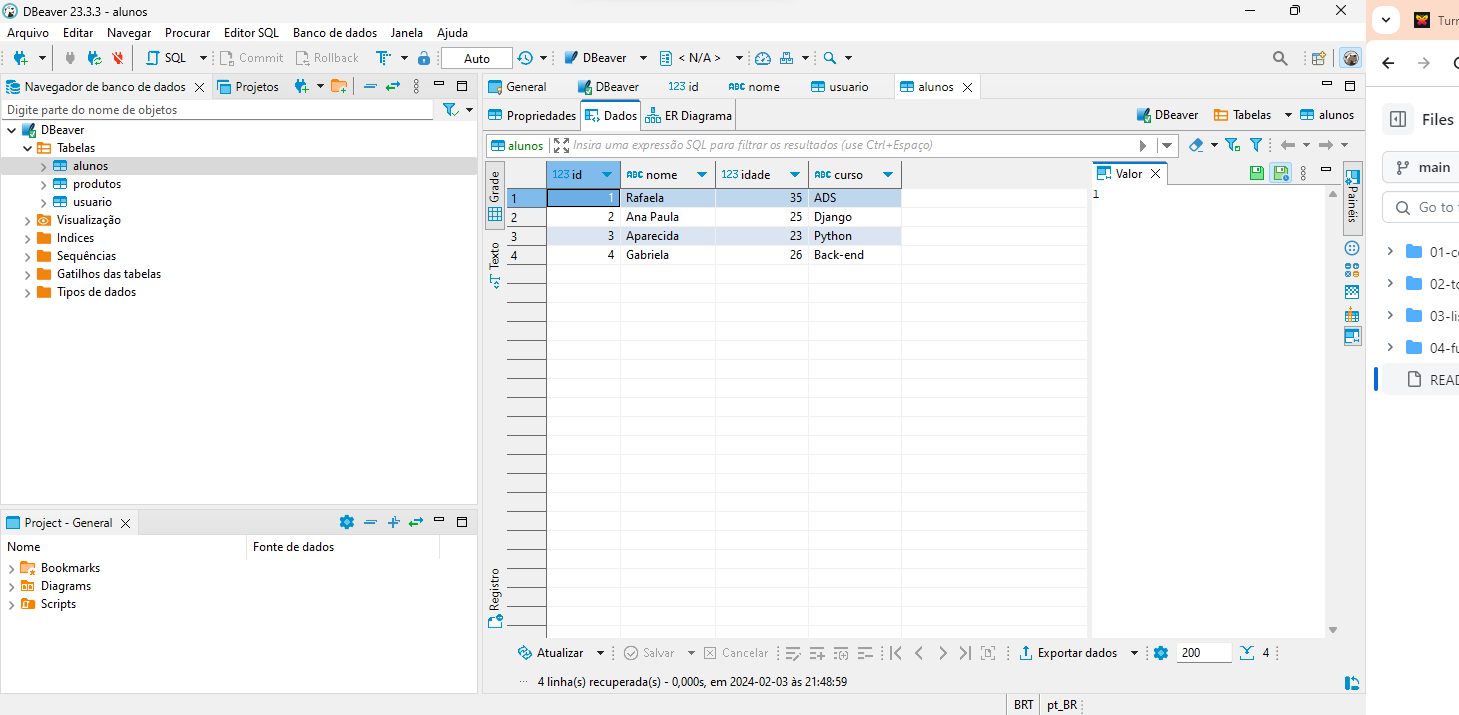 DBeaver 23.3.3 - alunos
Arquivo Editar Navegar Procurar Editor SQL Banco de dados Janela Ajuda
SQL Commit Rollback Auto DBeaver < N/A >
Navegador de banco de dados Projetos
Digite parte do nome de objetos
DBeaver
Tabelas
alunos
produtos
usuario
Visualização
Indices
Sequências
Gatilhos das tabelas
Tipos de dados
Project - General
Nome Fonte de dados
Bookmarks
Diagrams
Scripts
General DBeaver 123 id ABC nome usuario alunos
Propriedades Dados ER Diagrama DBeaver Tabelas alunos
alunos Insira uma expressão SQL para filtrar os resultados (use Ctrl+Espaço)
Grade
Texto
Registro
123 id ABC nome 123 idade ABC curso
1 1 Rafaela 35 ADS
2 2 Ana Paula 25 Django
3 3 Aparecida 23 Python
4 4 Gabriela 26 Back-end
Valor
1
Painéis
Atualizar Salvar Cancelar Exportar dados 200 4
4 linha(s) recuperada(s) - 0,000s, em 2024-02-03 às 21:48:59
BRT pt_BR
Files
main
Go to